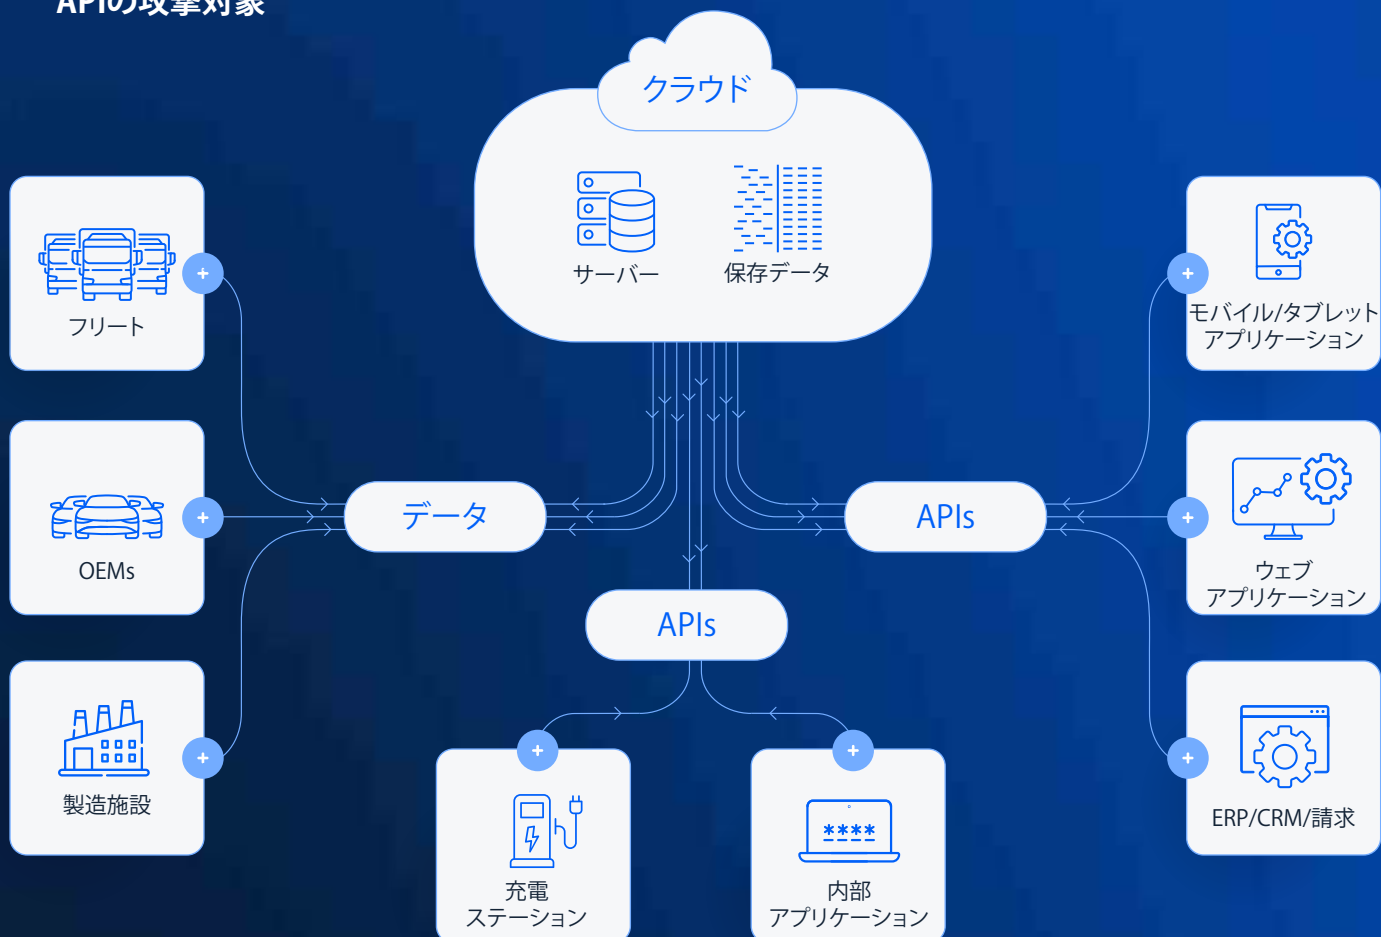 APIの攻撃対象
クラウド
サーバー
保存データ
フリート
OEMs
製造施設
データ
APIs
APIs
モバイル/タブレット
アプリケーション
ウェブ
アプリケーション
ERP/CRM/請求
充電
ステーション
****
内部
アプリケーション